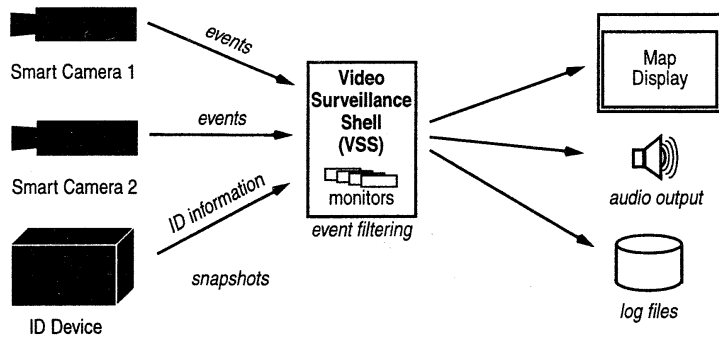 events
Smart Camera 1
events
Smart Camera 2
ID information
snapshots
ID Device
Video
Surveillance
Shell
(VSS)
monitors
event filtering
Map
Display
audio output
log files